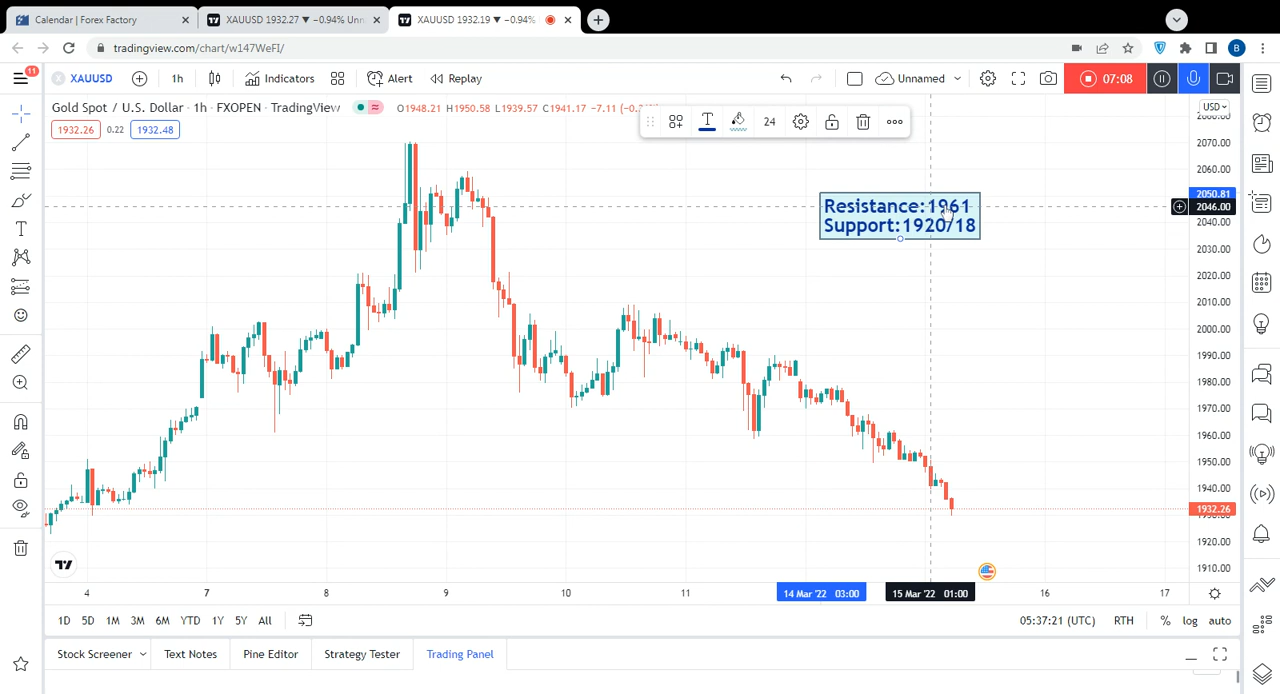 Calendar | Forex Factory
XAUUSD 1932.27 ▼ −0.94% Unn
XAUUSD 1932.19 ▼ −0.94%
tradingview.com/chart/w147WeFI/
B
11
XAUUSD
1h
Indicators
Alert
Replay
Unnamed
07:08
Gold Spot / U.S. Dollar · 1h · FXOPEN · TradingView
O1948.21 H1950.58 L1939.57 C1941.17 −7.11
USD
1932.26 0.22 1932.48
24
Resistance:1961
Support:1920/18
2080.00
2070.00
2060.00
2050.81
2046.00
2040.00
2030.00
2020.00
2010.00
2000.00
1990.00
1980.00
1970.00
1960.00
1950.00
1940.00
1932.26
1920.00
1910.00
4 7 8 9 10 11 14 Mar '22 03:00 15 Mar '22 01:00 16 17
1D 5D 1M 3M 6M YTD 1Y 5Y All
05:37:21 (UTC) RTH % log auto
Stock Screener Text Notes Pine Editor Strategy Tester Trading Panel